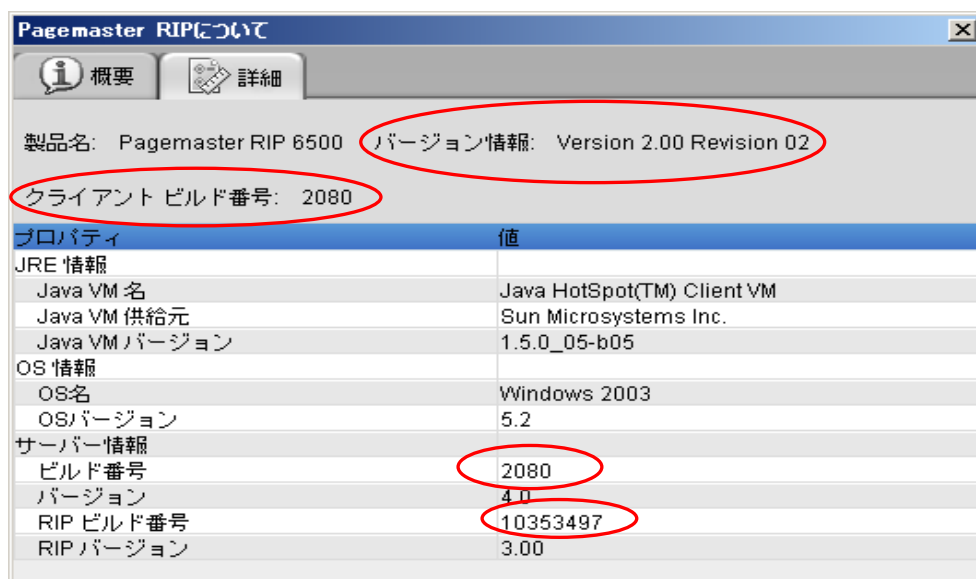 Pagemaster RIPについて
概要 詳細
製品名: Pagemaster RIP 6500 バージョン情報: Version 2.00 Revision 02
クライアント ビルド番号: 2080
プロパティ 値
JRE 情報
Java VM 名 Java HotSpot(TM) Client VM
Java VM 供給元 Sun Microsystems Inc.
Java VM バージョン 1.5.0_05-b05
OS 情報
OS名 Windows 2003
OSバージョン 5.2
サーバー情報
ビルド番号 2080
バージョン 4.0
RIP ビルド番号 10353497
RIP バージョン 3.00